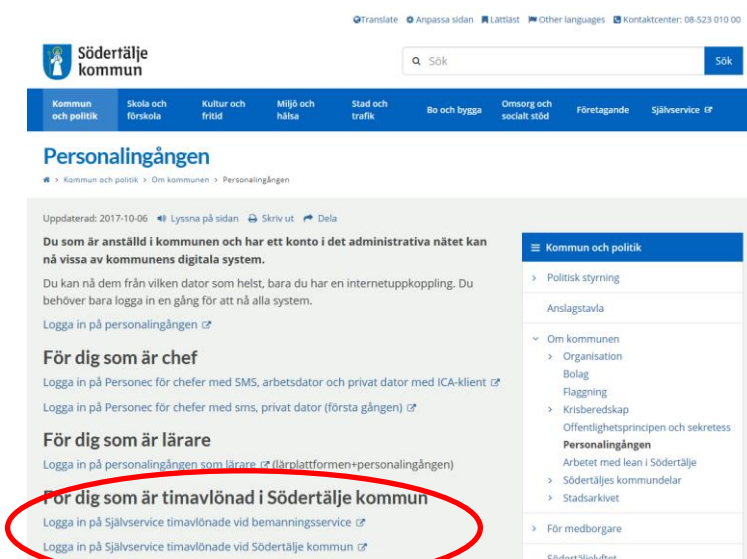 Translate Anpassa sidan Lättläst Other languages Kontaktcenter: 08-523 010 00
Södertälje
kommun
Sök Sök
Kommun
och politik
Skola och
förskola
Kultur och
fritid
Miljö och
hälsa
Stad och
trafik
Bo och bygga
Omsorg och
socialt stöd
Företagande
Självservice
Personalingången
> Kommun och politik > Om kommunen > Personalingången
Uppdaterad: 2017-10-06 Lyssna på sidan Skriv ut Dela
Du som är anställd i kommunen och har ett konto i det administrativa nätet kan
nå vissa av kommunens digitala system.
Du kan nå dem från vilken dator som helst, bara du har en internetuppkoppling. Du
behöver bara logga in en gång för att nå alla system.
Logga in på personalingången
För dig som är chef
Logga in på Personec för chefer med SMS, arbetsdator och privat dator med ICA-klient
Logga in på Personec för chefer med sms, privat dator (första gången)
För dig som är lärare
Logga in på personalingången som lärare (lärplattformen+personalingången)
För dig som är timavlönad i Södertälje kommun
Logga in på Självservice timavlönade vid bemanningsservice
Logga in på Självservice timavlönade vid Södertälje kommun
Kommun och politik
> Politisk styrning
Anslagstavla
Om kommunen
> Organisation
Bolag
Flaggning
> Krisberedskap
Offentlighetsprincipen och sekretess
Personalingången
Arbetet med lean i Södertälje
> Södertäljes kommundelar
> Stadsarkivet
> För medborgare
Södertäljelyftet